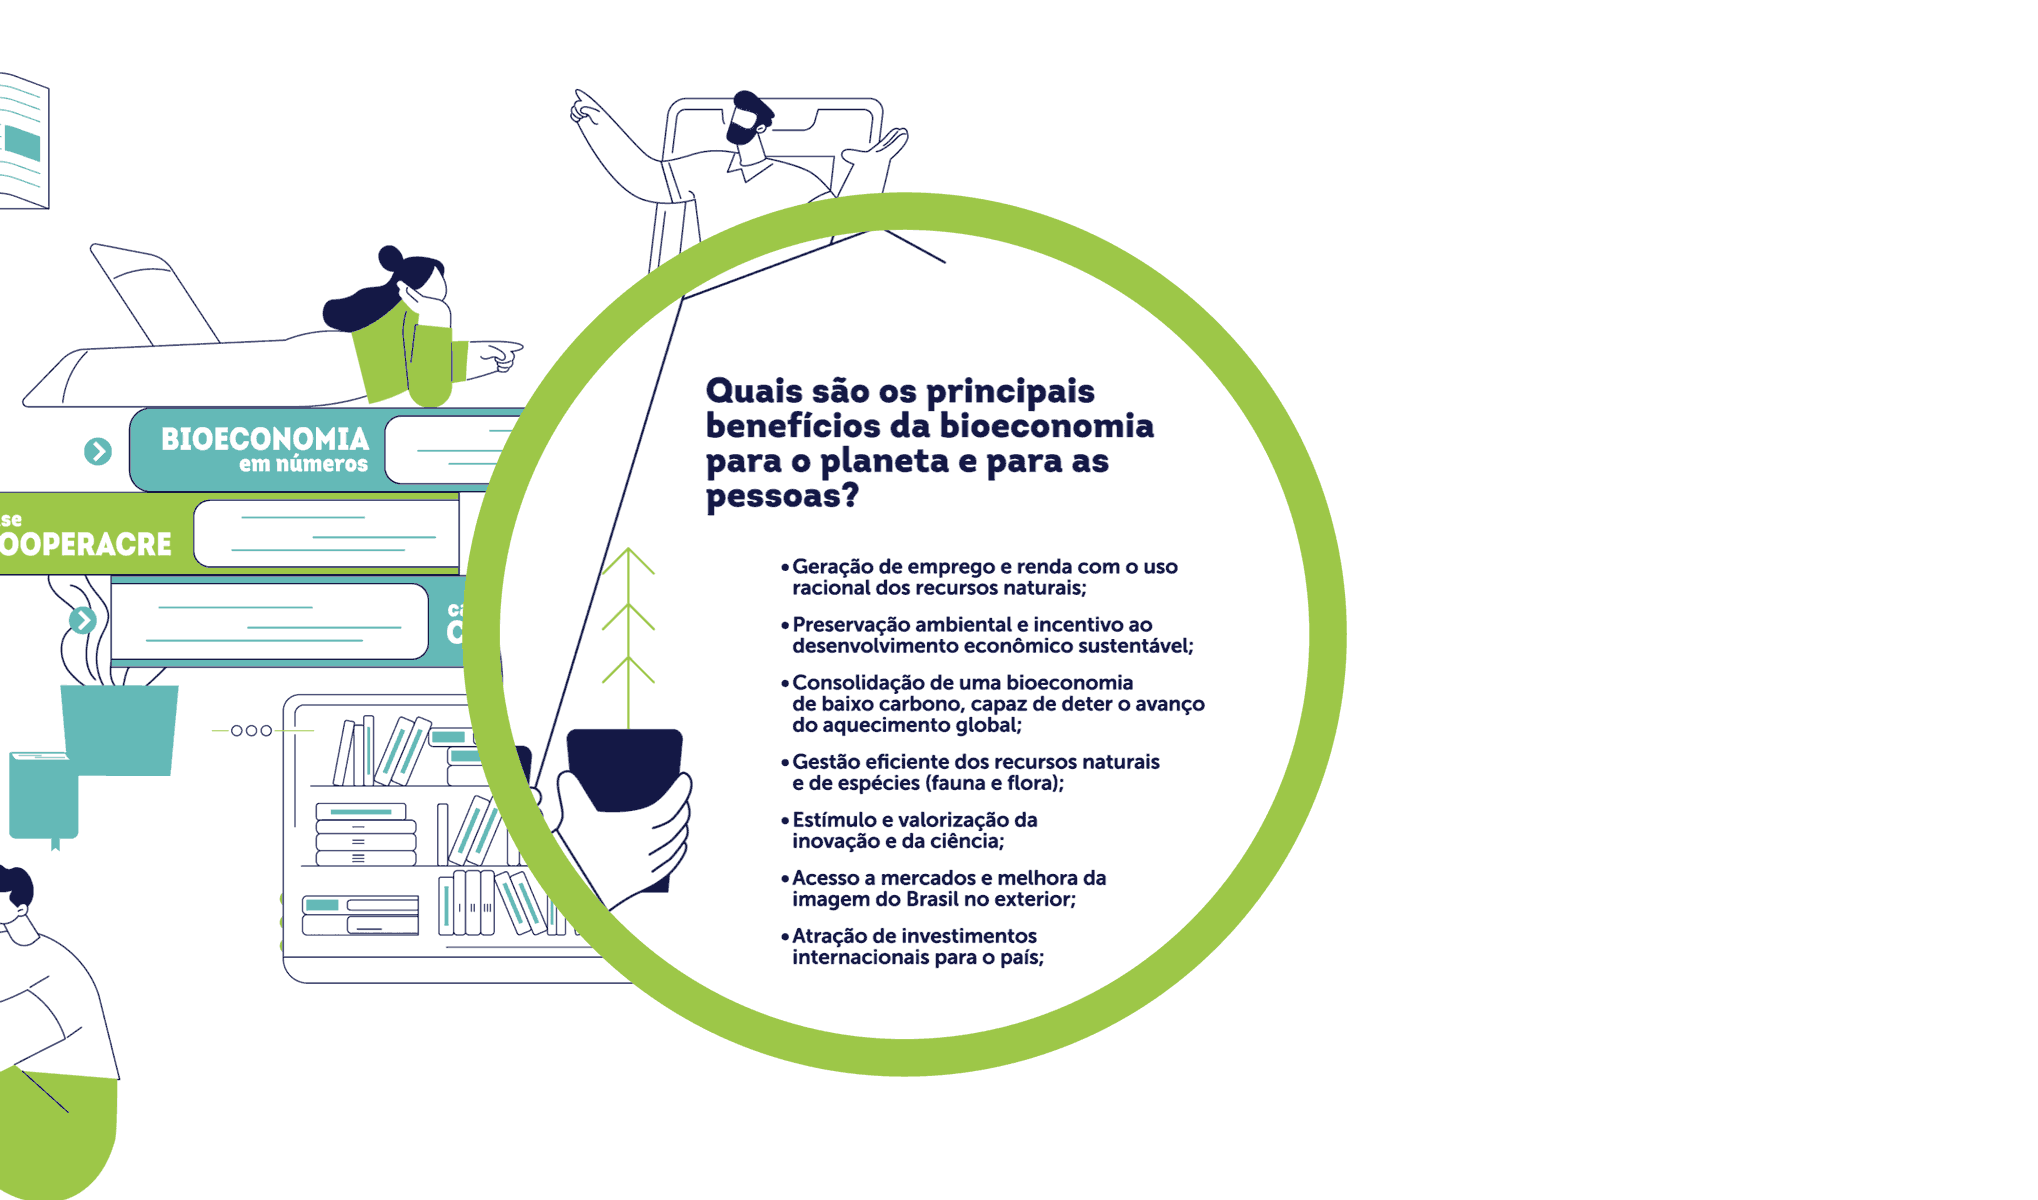 BIOECONOMIA
em números
OOPERACRE
Quais são os principais
benefícios da bioeconomia
para o planeta e para as
pessoas?
• Geração de emprego e renda com o uso
racional dos recursos naturais;
• Preservação ambiental e incentivo ao
desenvolvimento econômico sustentável;
• Consolidação de uma bioeconomia
de baixo carbono, capaz de deter o avanço
do aquecimento global;
• Gestão eficiente dos recursos naturais
e de espécies (fauna e flora);
• Estímulo e valorização da
inovação e da ciência;
• Acesso a mercados e melhora da
imagem do Brasil no exterior;
• Atração de investimentos
internacionais para o país;